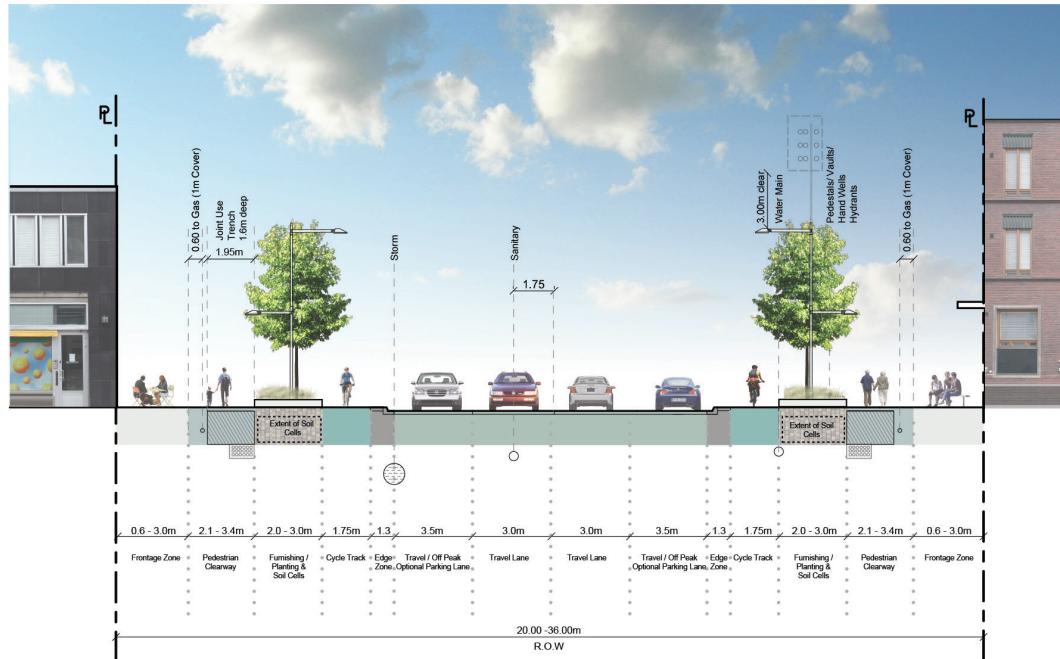 PL
PL
0.60 to Gas (1m Cover)
Joint Use
Trench
1.6m deep
1.95m
Storm
Sanitary
1.75
3.00m clear
Water Main
Pedestals/ Vaults/
Hand Wells
Hydrants
0.60 to Gas (1m Cover)
Extent of Soil
Cells
Extent of Soil
Cells
0.6 - 3.0m
2.1 - 3.4m
2.0 - 3.0m
1.75m
1.3
3.5m
3.0m
3.0m
3.5m
1.3
1.75m
2.0 - 3.0m
2.1 - 3.4m
0.6 - 3.0m
Frontage Zone
Pedestrian
Clearway
Furnishing /
Planting &
Soil Cells
Cycle Track
Edge
Zone
Travel / Off Peak
Optional Parking Lane
Travel Lane
Travel Lane
Travel / Off Peak
Optional Parking Lane
Edge
Zone
Cycle Track
Furnishing /
Planting &
Soil Cells
Pedestrian
Clearway
Frontage Zone
20.00 -36.00m
R.O.W